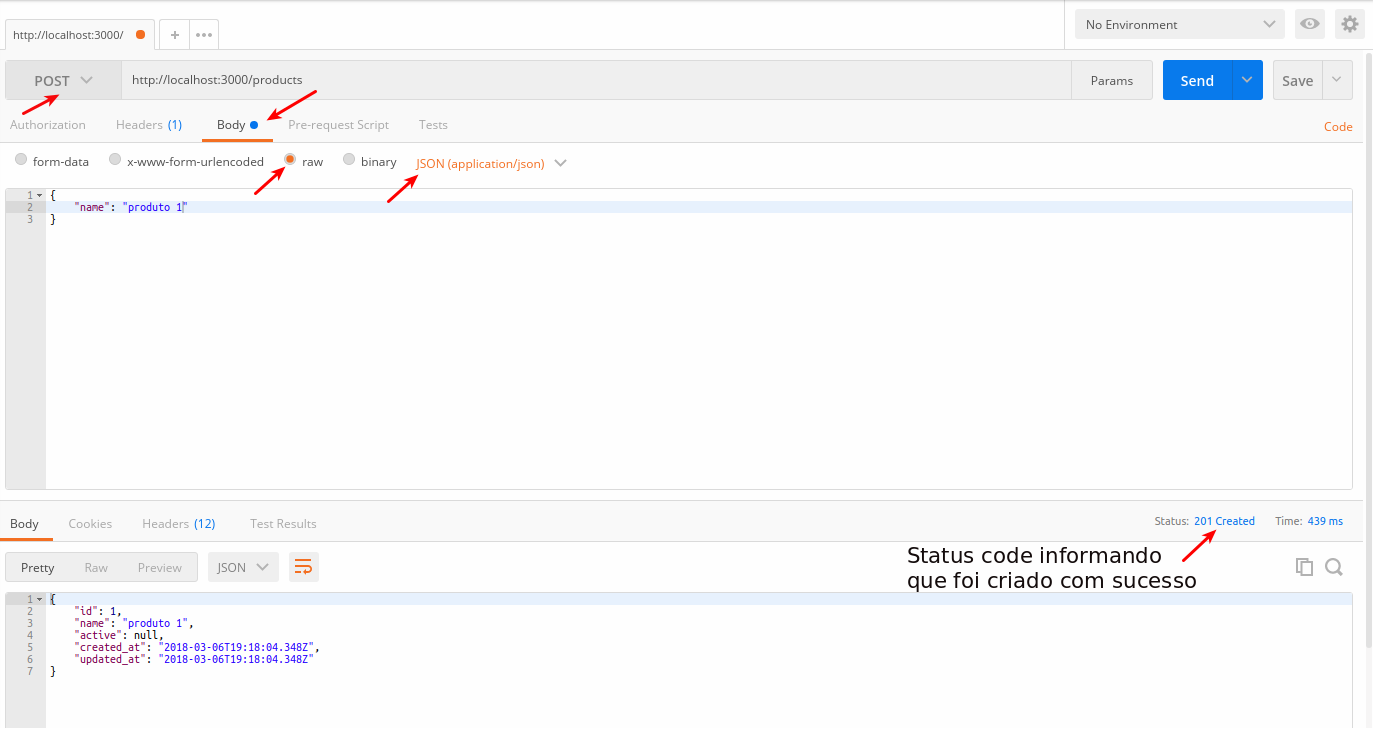 http://localhost:3000/
+
No Environment
POST
http://localhost:3000/products
Params
Send
Save
Authorization
Headers (1)
Body
Pre-request Script
Tests
Code
form-data
x-www-form-urlencoded
raw
binary
JSON (application/json)
1 {
2 "name": "produto 1"
3 }
Body
Cookies
Headers (12)
Test Results
Status: 201 Created
Time: 439 ms
Pretty
Raw
Preview
JSON
Status code informando
que foi criado com sucesso
1 {
2 "id": 1,
3 "name": "produto 1",
4 "active": null,
5 "created_at": "2018-03-06T19:18:04.348Z",
6 "updated_at": "2018-03-06T19:18:04.348Z"
7 }